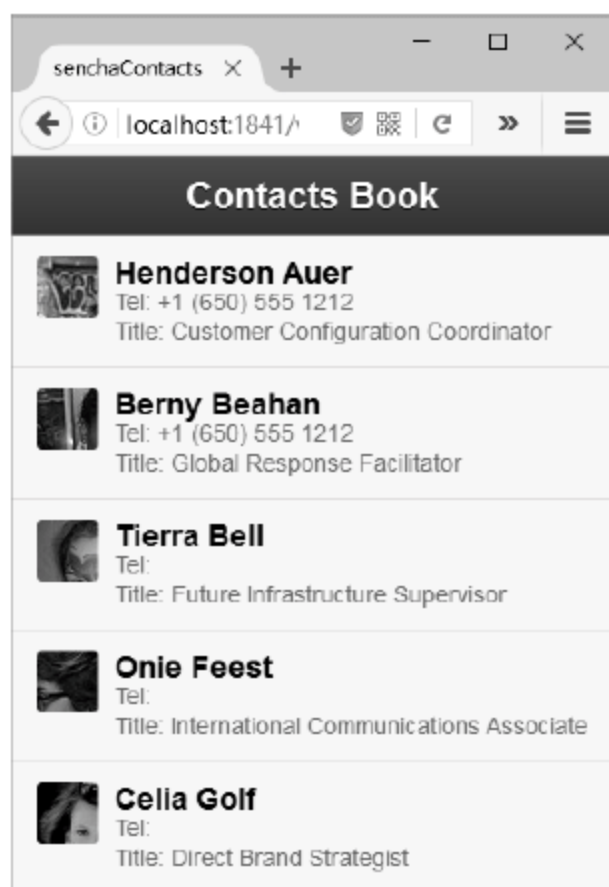 senchaContacts
localhost:1841/
Contacts Book
Henderson Auer
Tel: +1 (650) 555 1212
Title: Customer Configuration Coordinator
Berny Beahan
Tel: +1 (650) 555 1212
Title: Global Response Facilitator
Tierra Bell
Tel:
Title: Future Infrastructure Supervisor
Onie Feest
Tel:
Title: International Communications Associate
Celia Golf
Tel:
Title: Direct Brand Strategist